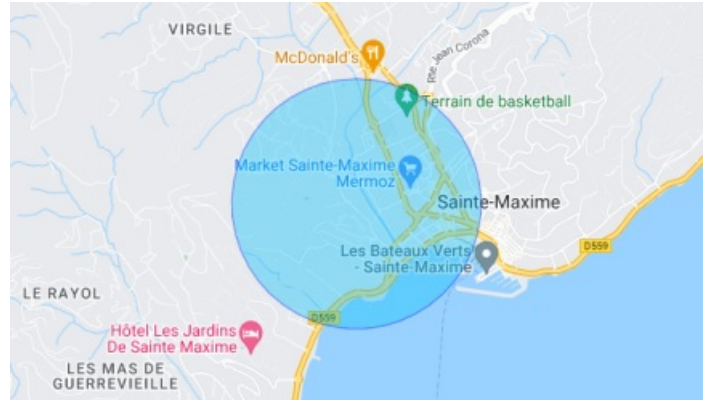 VIRGILE
McDonald's
Rte Jean Corona
Terrain de basketball
Market Sainte-Maxime
Mermoz
Sainte-Maxime
D559
Les Bateaux Verts
- Sainte-Maxime
LE RAYOL
D559
Hôtel Les Jardins
De Sainte Maxime
LES MAS DE
GUERREVIEILLE